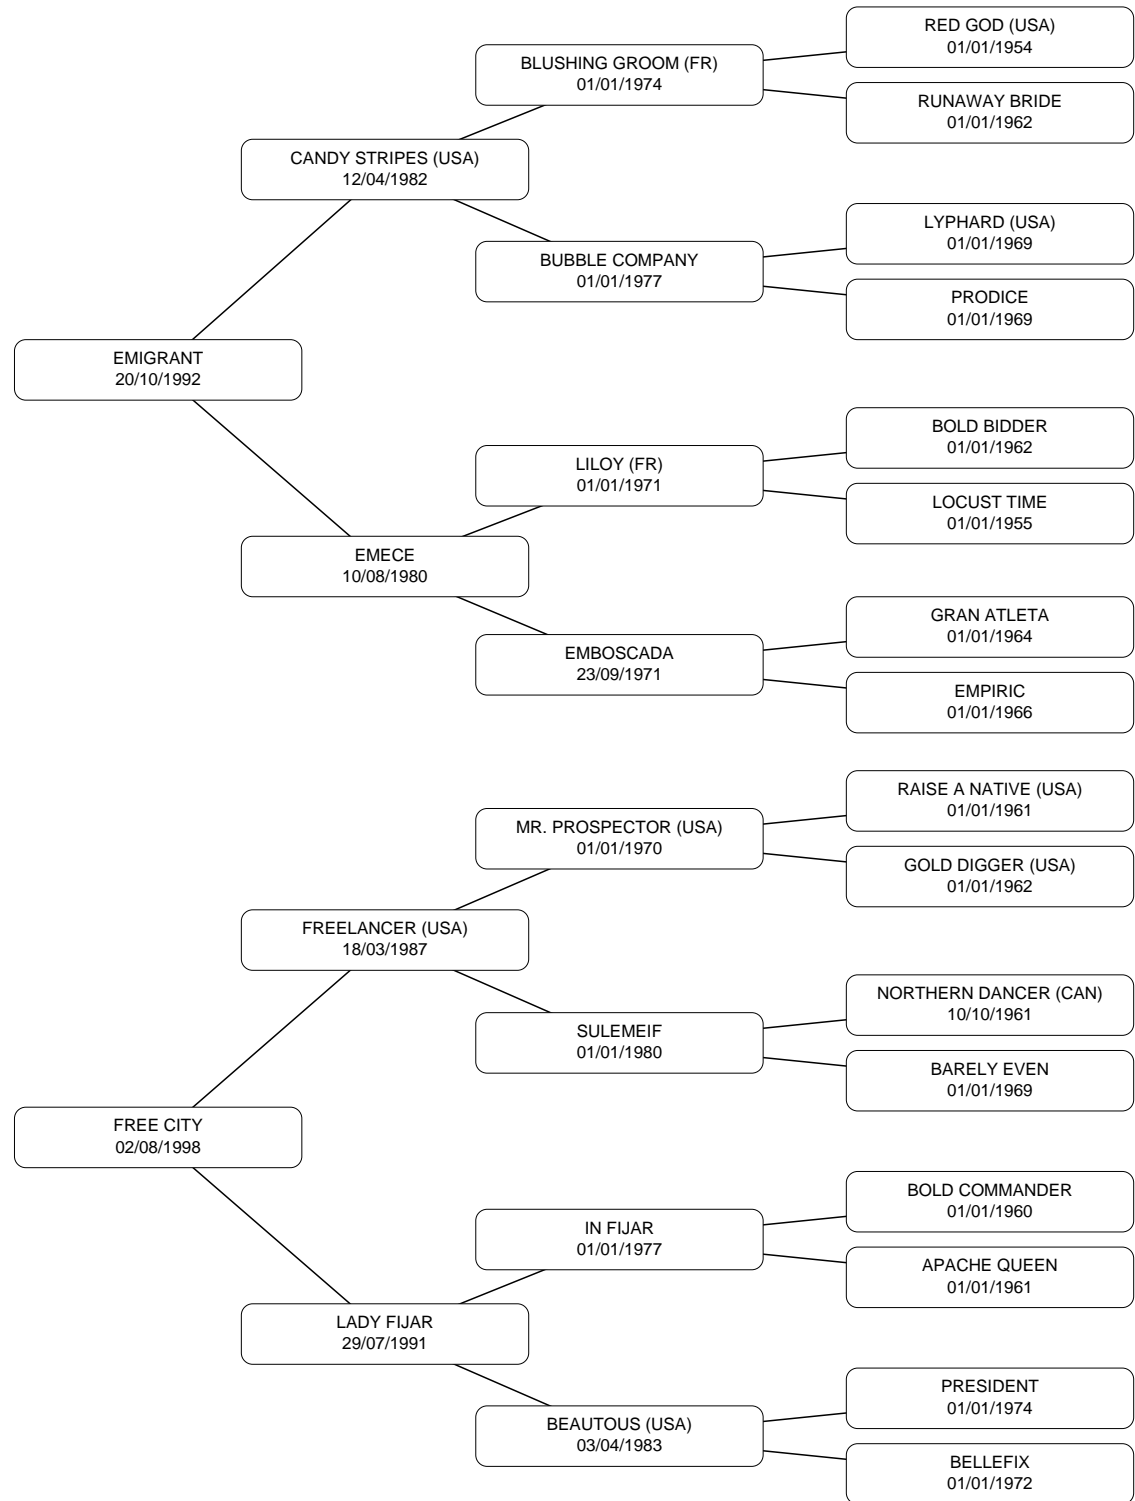 RED GOD (USA)
01/01/1954
BLUSHING GROOM (FR)
01/01/1974
RUNAWAY BRIDE
01/01/1962
CANDY STRIPES (USA)
12/04/1982
LYPHARD (USA)
01/01/1969
BUBBLE COMPANY
01/01/1977
PRODICE
01/01/1969
EMIGRANT
20/10/1992
BOLD BIDDER
01/01/1962
LILOY (FR)
01/01/1971
LOCUST TIME
01/01/1955
EMECE
10/08/1980
GRAN ATLETA
01/01/1964
EMBOSCADA
23/09/1971
EMPIRIC
01/01/1966
RAISE A NATIVE (USA)
01/01/1961
MR. PROSPECTOR (USA)
01/01/1970
GOLD DIGGER (USA)
01/01/1962
FREELANCER (USA)
18/03/1987
NORTHERN DANCER (CAN)
10/10/1961
SULEMEIF
01/01/1980
BARELY EVEN
01/01/1969
FREE CITY
02/08/1998
BOLD COMMANDER
01/01/1960
IN FIJAR
01/01/1977
APACHE QUEEN
01/01/1961
LADY FIJAR
29/07/1991
PRESIDENT
01/01/1974
BEAUTOUS (USA)
03/04/1983
BELLEFIX
01/01/1972